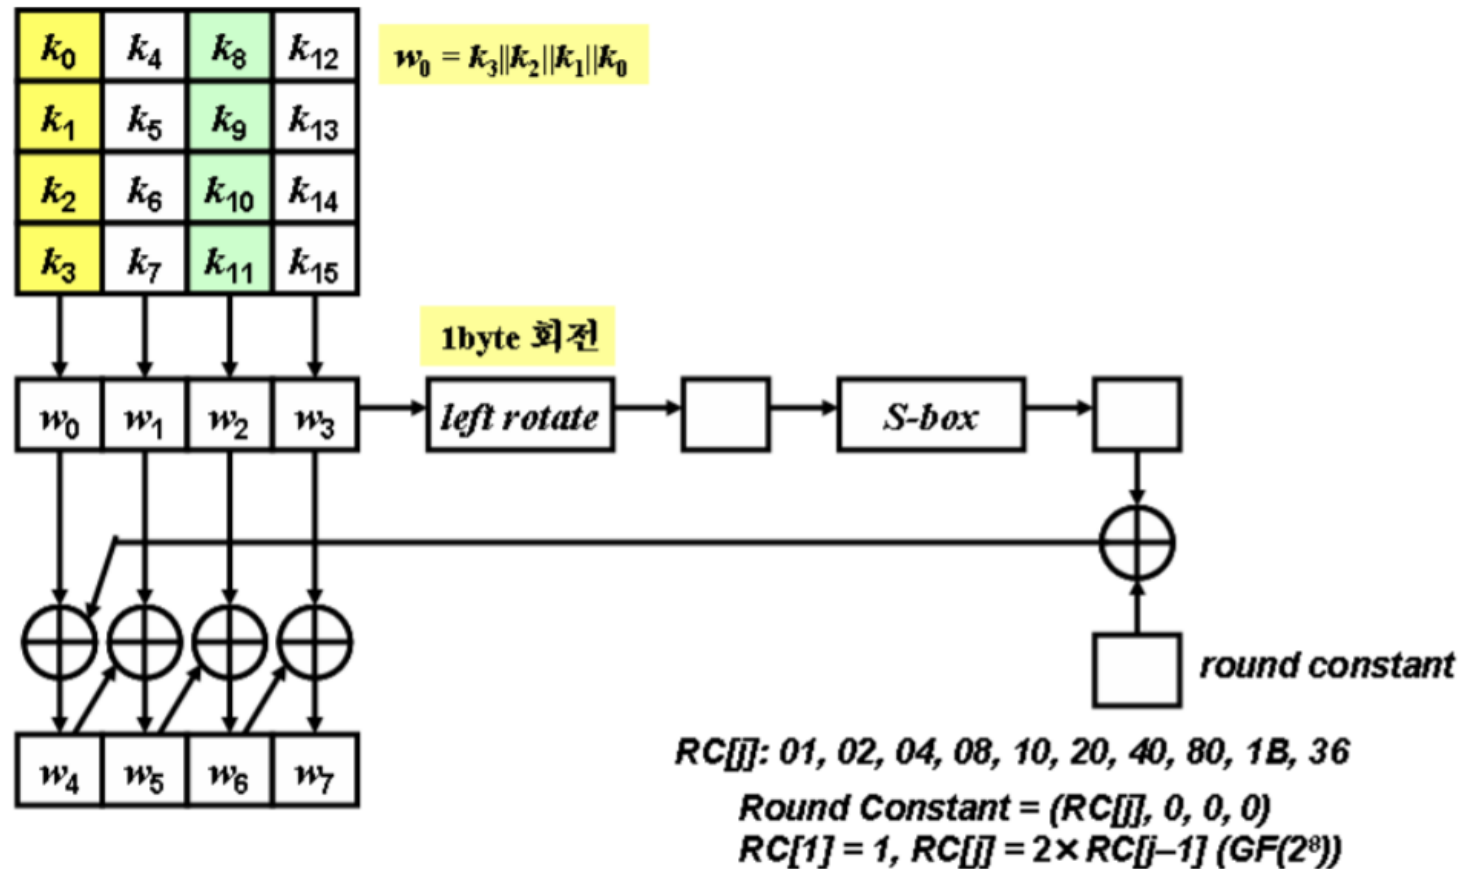 k0 k4 k8 k12
w0 = k3||k2||k1||k0
k1 k5 k9 k13
k2 k6 k10 k14
k3 k7 k11 k15
1byte 회전
w0 w1 w2 w3
left rotate
S-box
round constant
w4 w5 w6 w7
RC[j]: 01, 02, 04, 08, 10, 20, 40, 80, 1B, 36
Round Constant = (RC[j], 0, 0, 0)
RC[1] = 1, RC[j] = 2×RC[j–1] (GF(2⁸))